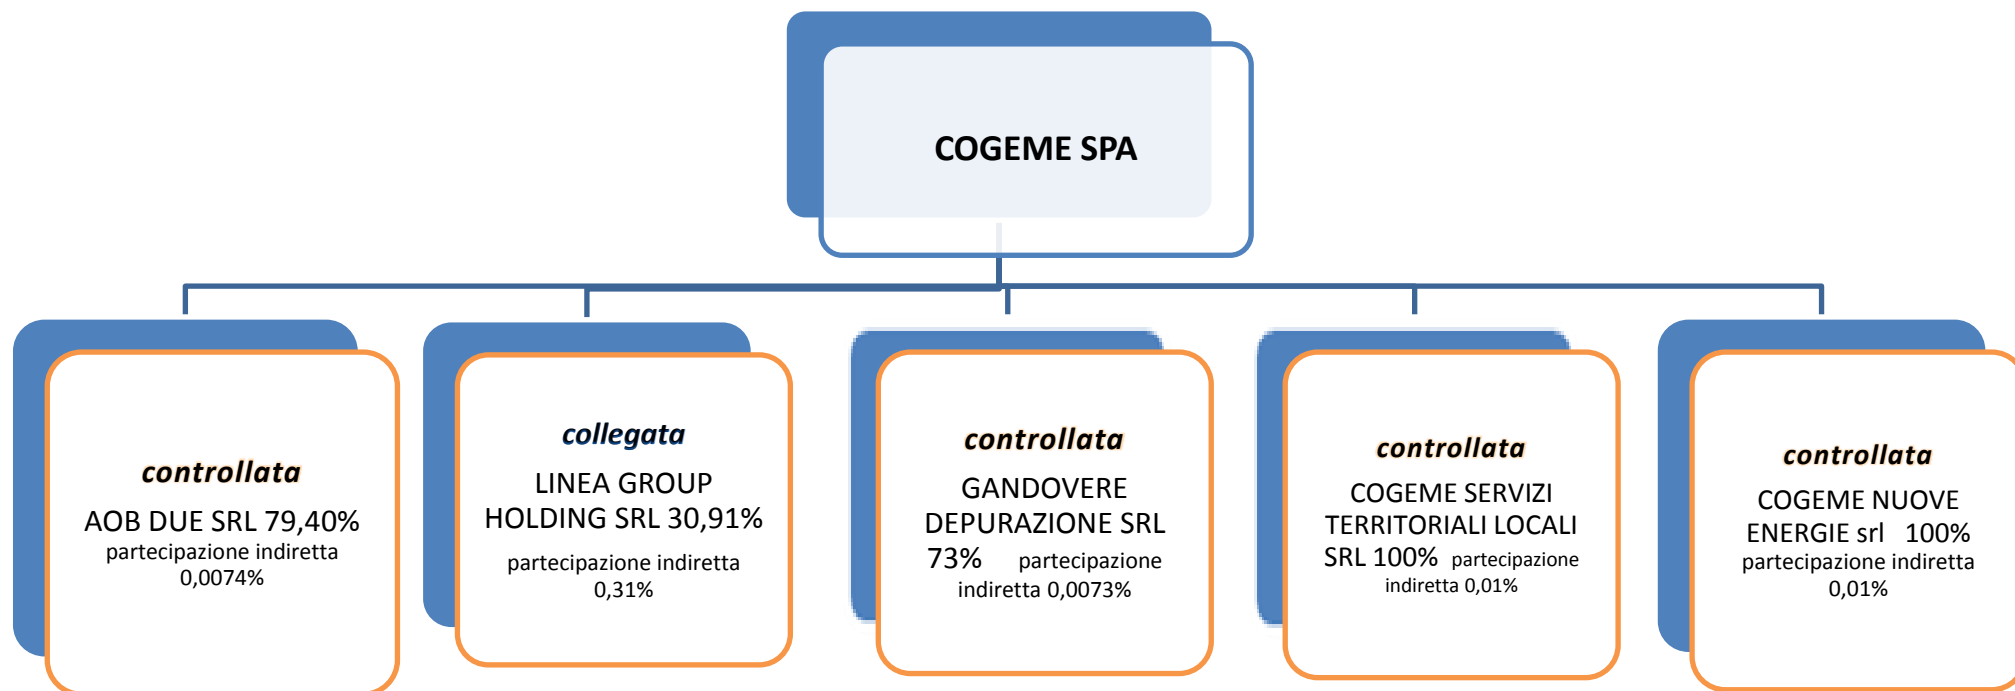 COGEME SPA
controllata
AOB DUE SRL 79,40%
partecipazione indiretta
0,0074%
collegata
LINEA GROUP
HOLDING SRL 30,91%
partecipazione indiretta
0,31%
controllata
GANDOVERE
DEPURAZIONE SRL
73% partecipazione
indiretta 0,0073%
controllata
COGEME SERVIZI
TERRITORIALI LOCALI
SRL 100% partecipazione
indiretta 0,01%
controllata
COGEME NUOVE
ENERGIE srl 100%
partecipazione indiretta
0,01%